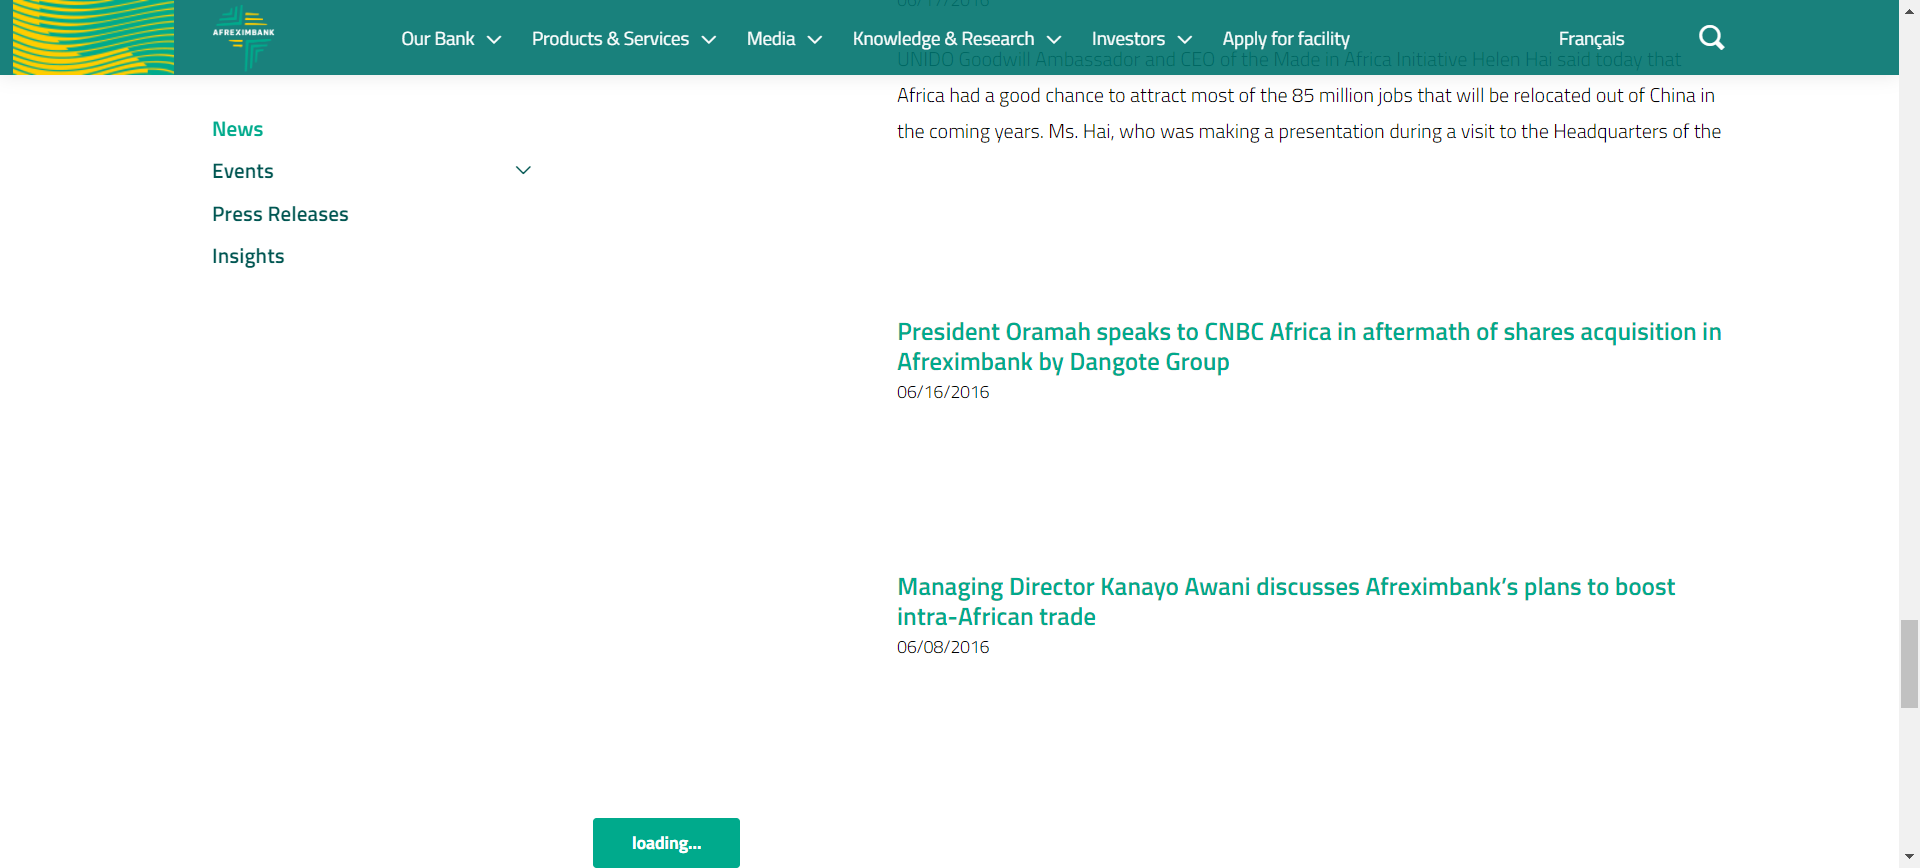 06/17/2016
AFREXIMBANK
Our Bank
Products & Services
Media
Knowledge & Research
Investors
Apply for facility
Français
News
Events
Press Releases
Insights
UNIDO Goodwill Ambassador and CEO of the Made in Africa Initiative Helen Hai said today that
Africa had a good chance to attract most of the 85 million jobs that will be relocated out of China in
the coming years. Ms. Hai, who was making a presentation during a visit to the Headquarters of the
President Oramah speaks to CNBC Africa in aftermath of shares acquisition in
Afreximbank by Dangote Group
06/16/2016
Managing Director Kanayo Awani discusses Afreximbank’s plans to boost
intra-African trade
06/08/2016
loading...